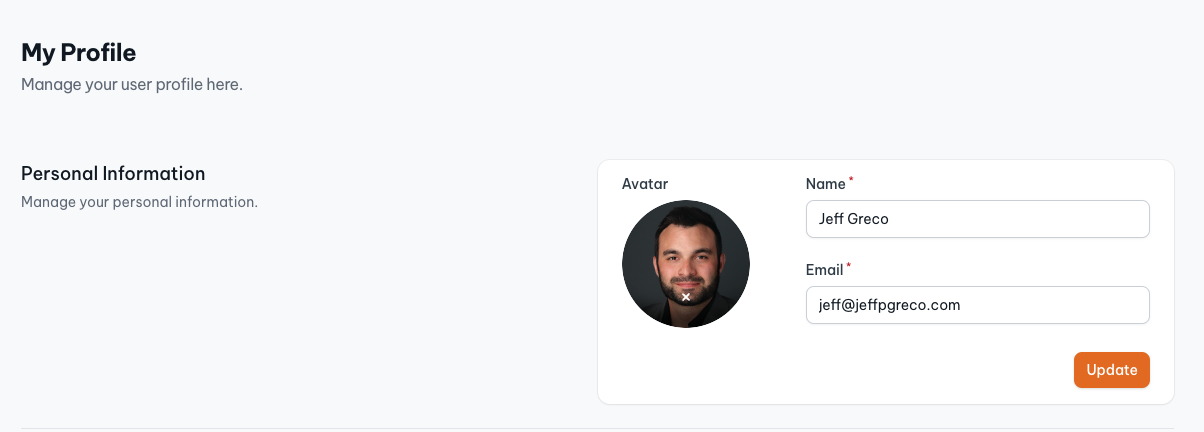 My Profile
Manage your user profile here.
Personal Information
Manage your personal information.
Avatar
Name*
Jeff Greco
Email*
jeff@jeffpgreco.com
Update